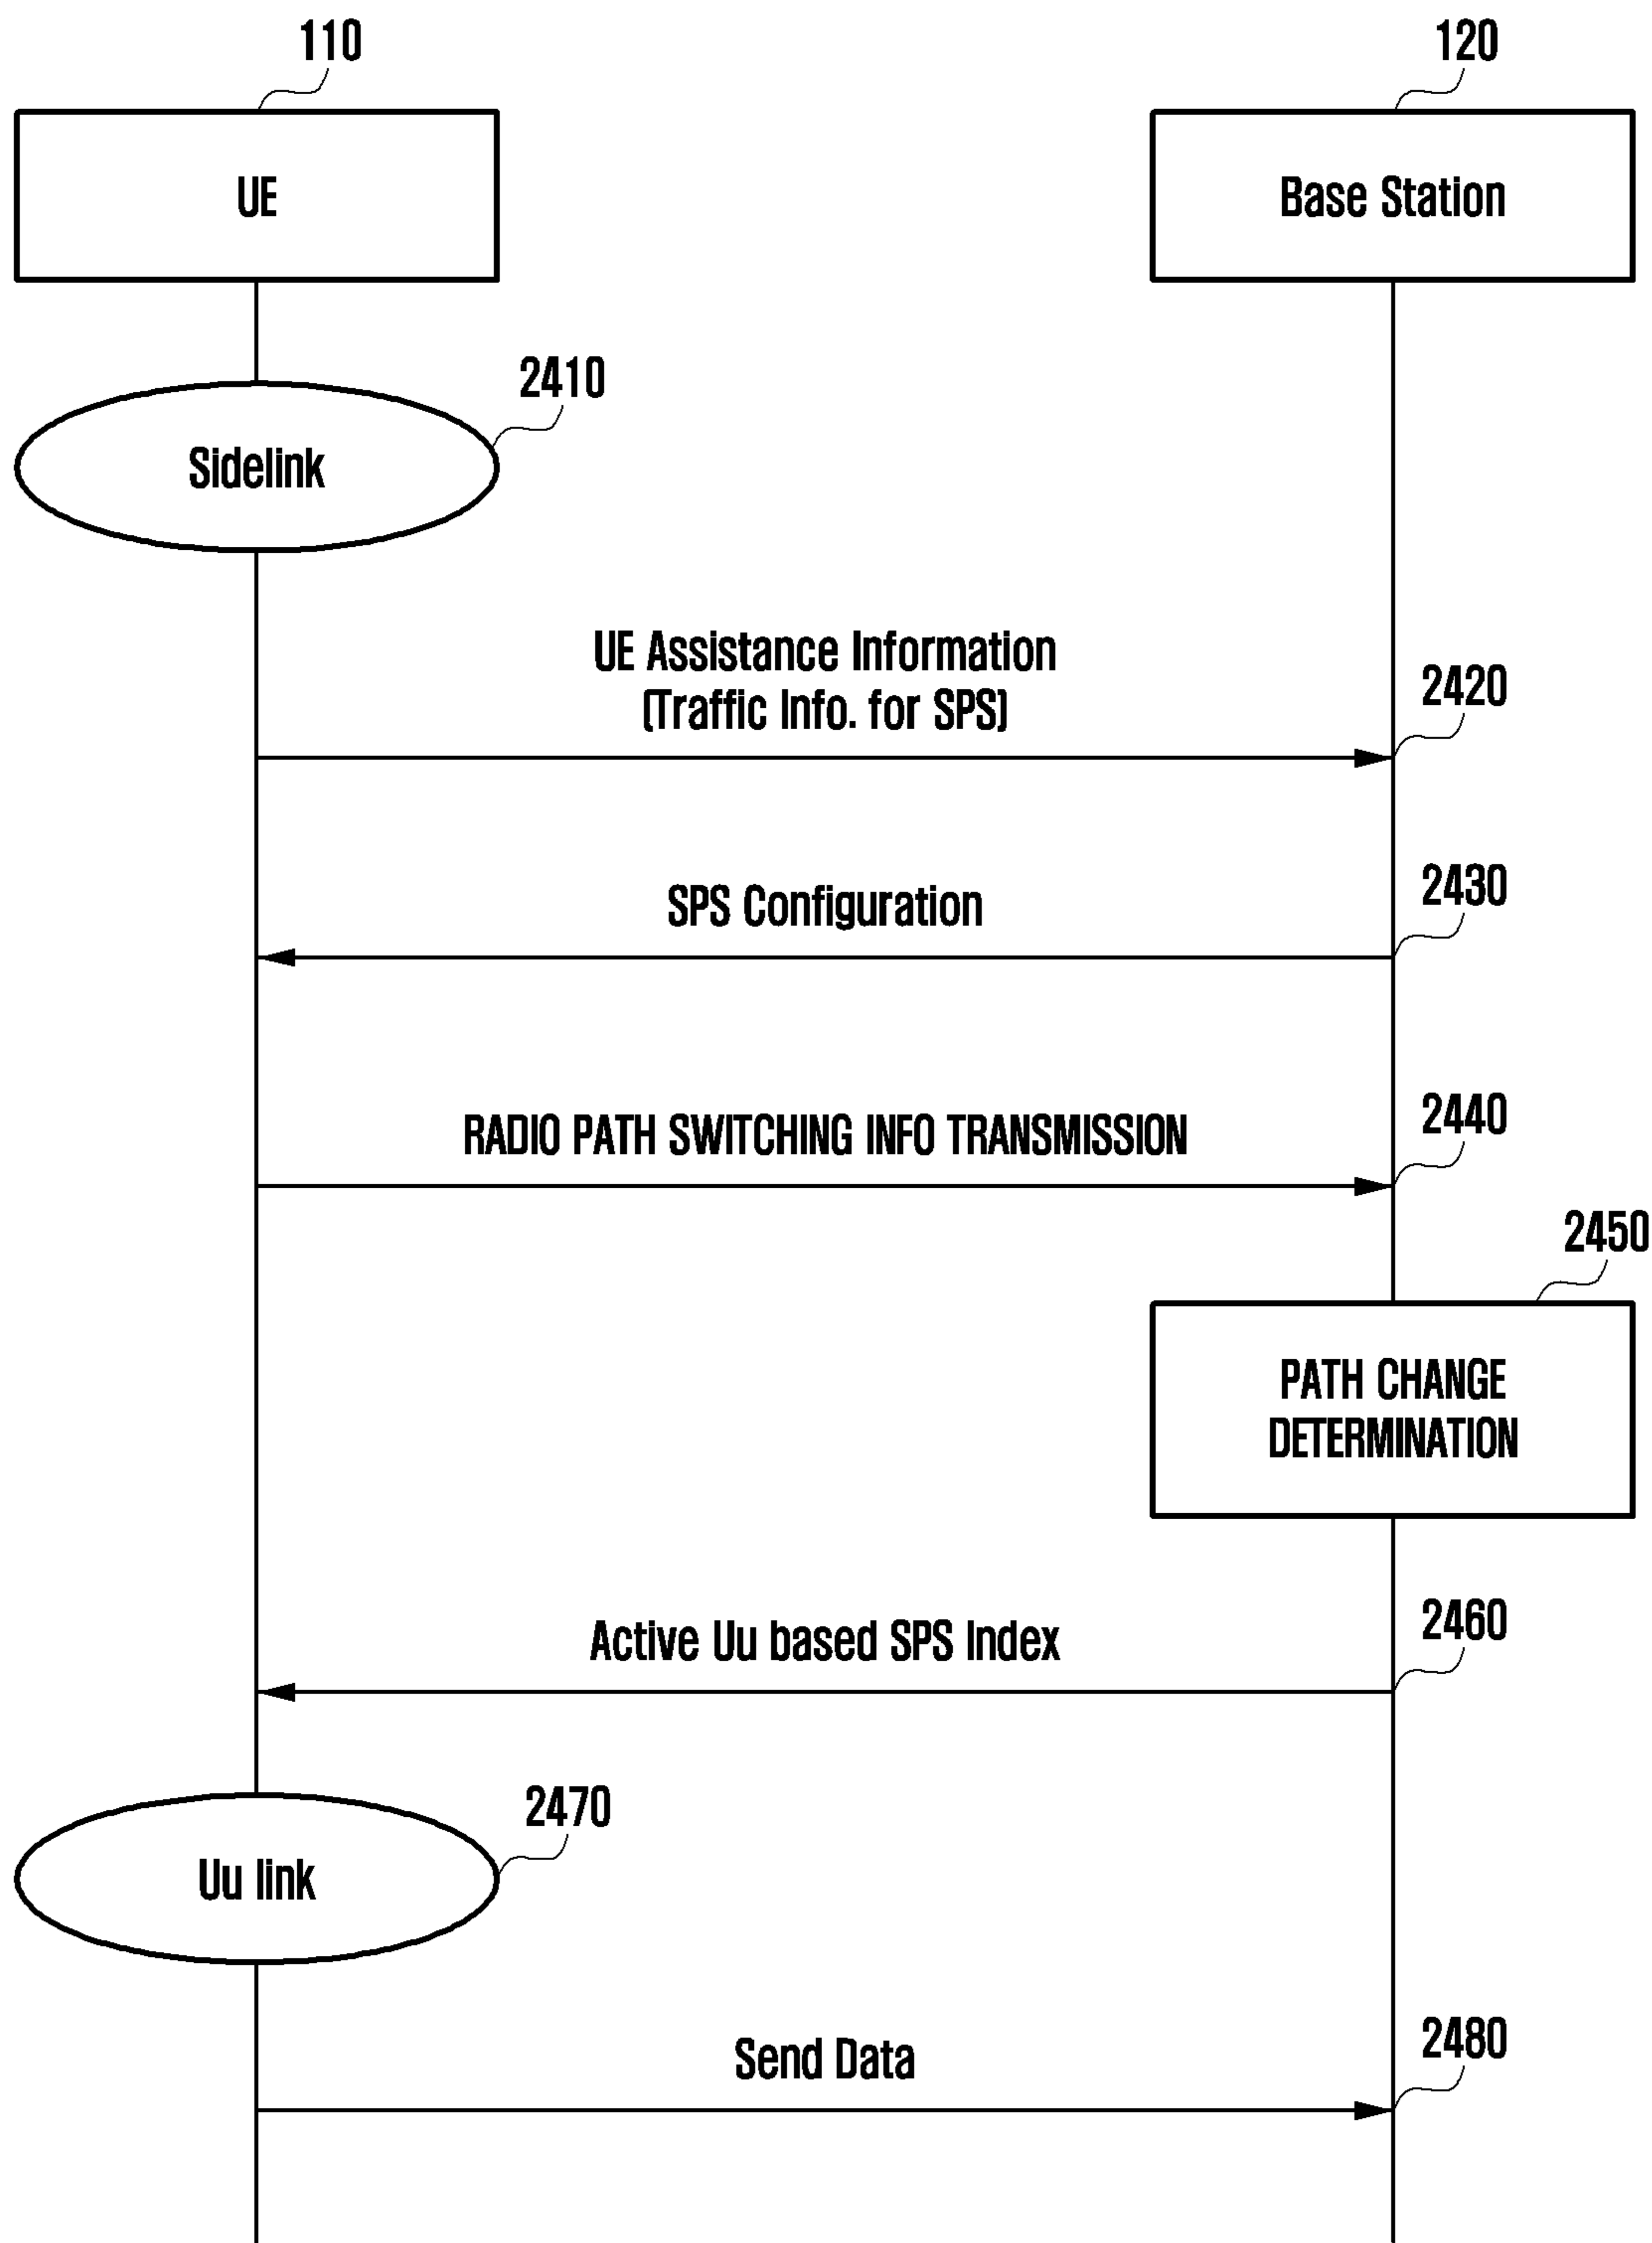 110
120
UE
Base Station
2410
Sidelink
UE Assistance Information
(Traffic Info. for SPS)
2420
SPS Configuration
2430
RADIO PATH SWITCHING INFO TRANSMISSION
2440
2450
PATH CHANGE
DETERMINATION
Active Uu based SPS Index
2460
2470
Uu link
Send Data
2480